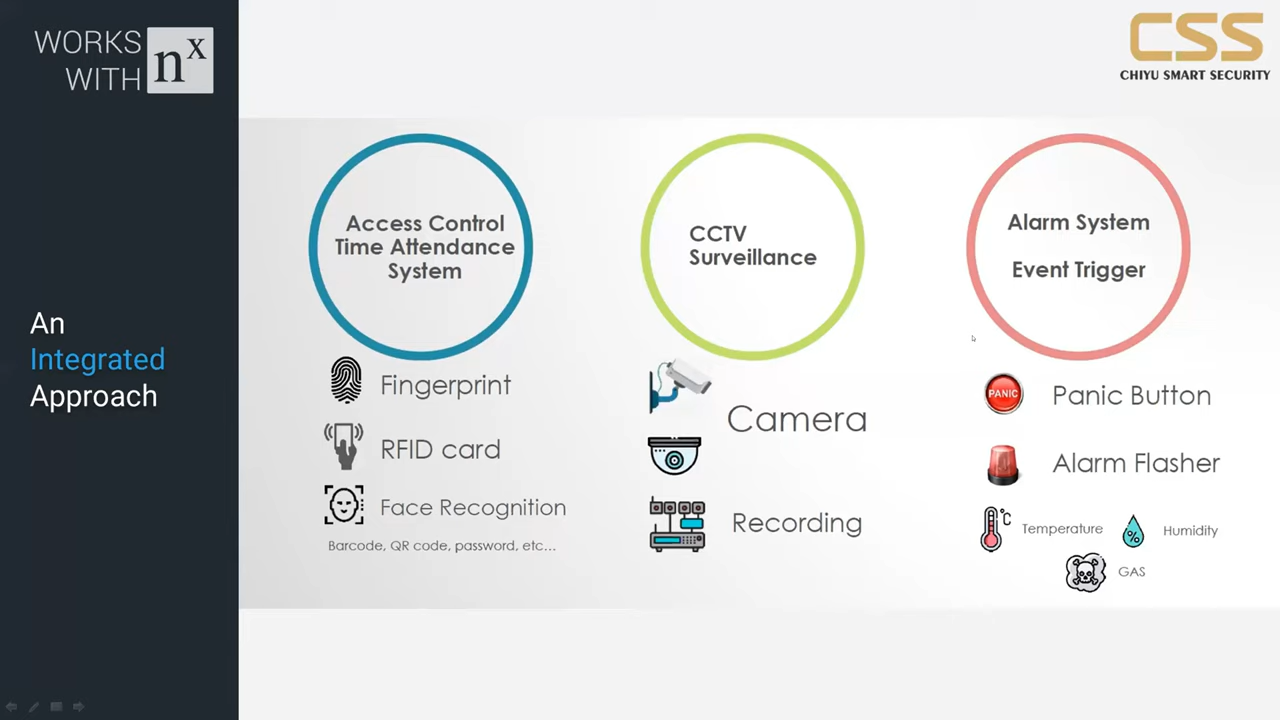 WORKS
WITH
nx
CSS
CHIYU SMART SECURITY
An
Integrated
Approach
Access Control
Time Attendance
System
Fingerprint
RFID card
Face Recognition
Barcode, QR code, password, etc...
CCTV
Surveillance
Camera
Recording
Alarm System
Event Trigger
PANIC
Panic Button
Alarm Flasher
°C
Temperature
%
Humidity
GAS